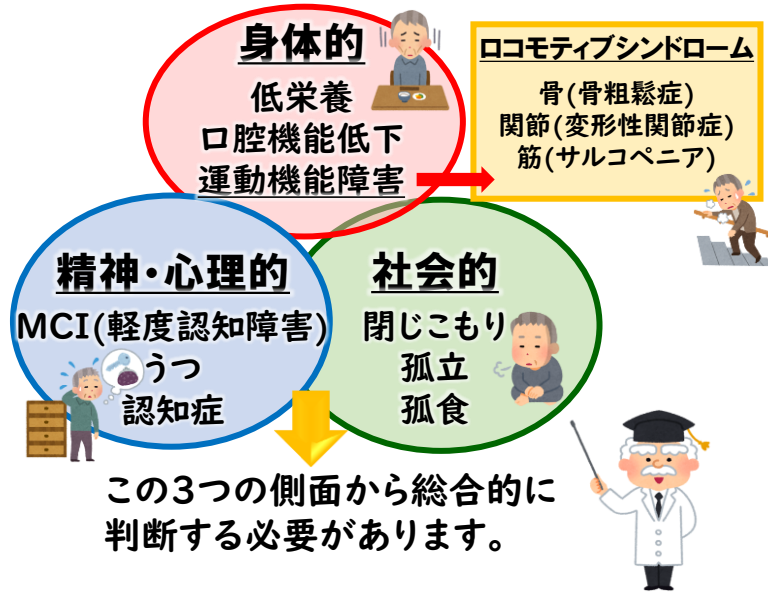 身体的
低栄養
口腔機能低下
運動機能障害
ロコモティブシンドローム
骨(骨粗鬆症)
関節(変形性関節症)
筋(サルコペニア)
精神・心理的
MCI(軽度認知障害)
うつ
認知症
社会的
閉じこもり
孤立
孤食
この3つの側面から総合的に
判断する必要があります。